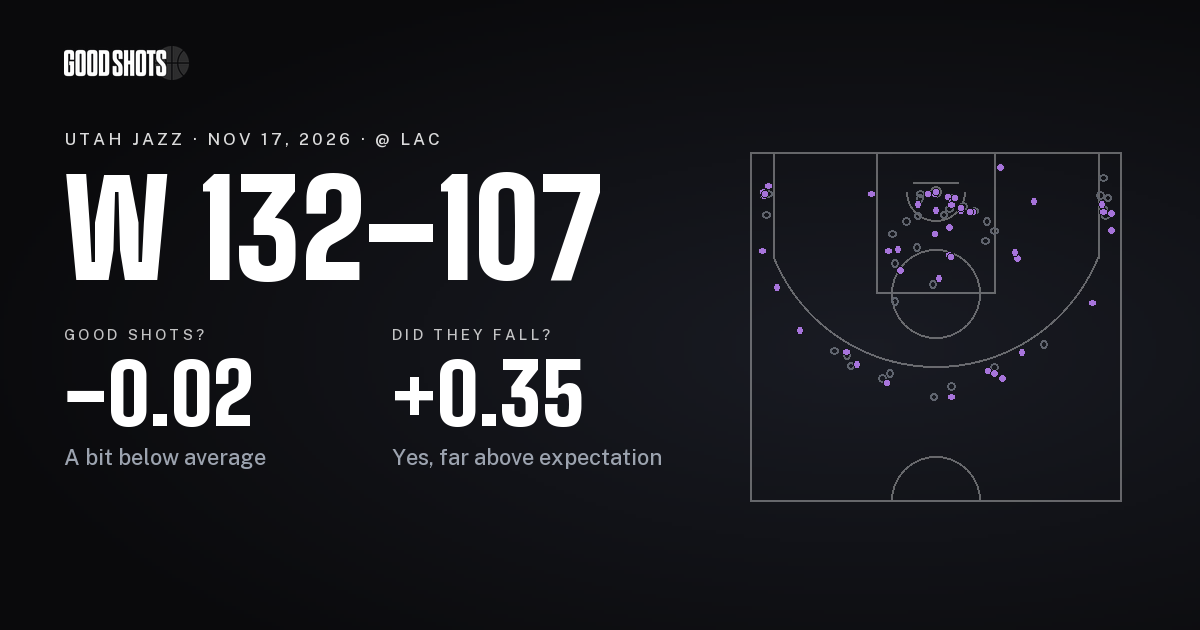 GOOD SHOTS
UTAH JAZZ · NOV 17, 2026 · @ LAC
W 132–107
GOOD SHOTS?
−0.02
A bit below average
DID THEY FALL?
+0.35
Yes, far above expectation